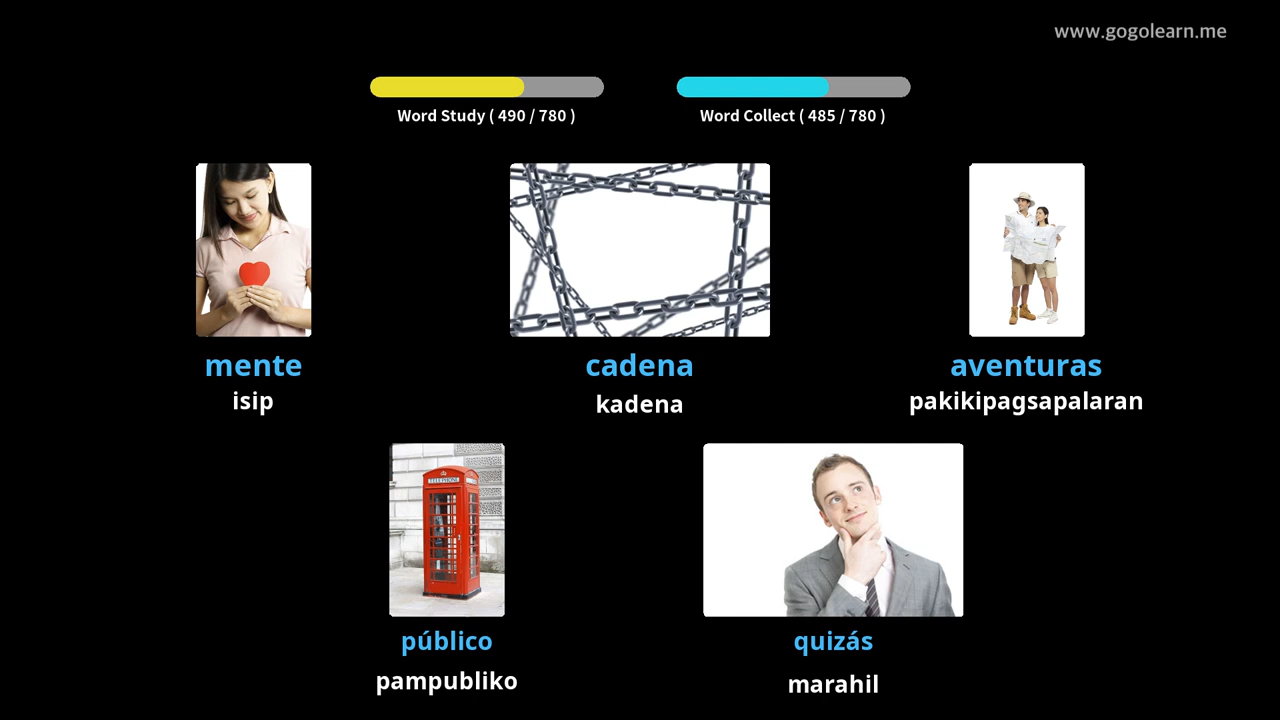 www.gogolearn.me
Word Study ( 490 / 780 )
Word Collect ( 485 / 780 )
mente
isip
cadena
kadena
aventuras
pakikipagsapalaran
TELEPHONE
público
pampubliko
quizás
marahil